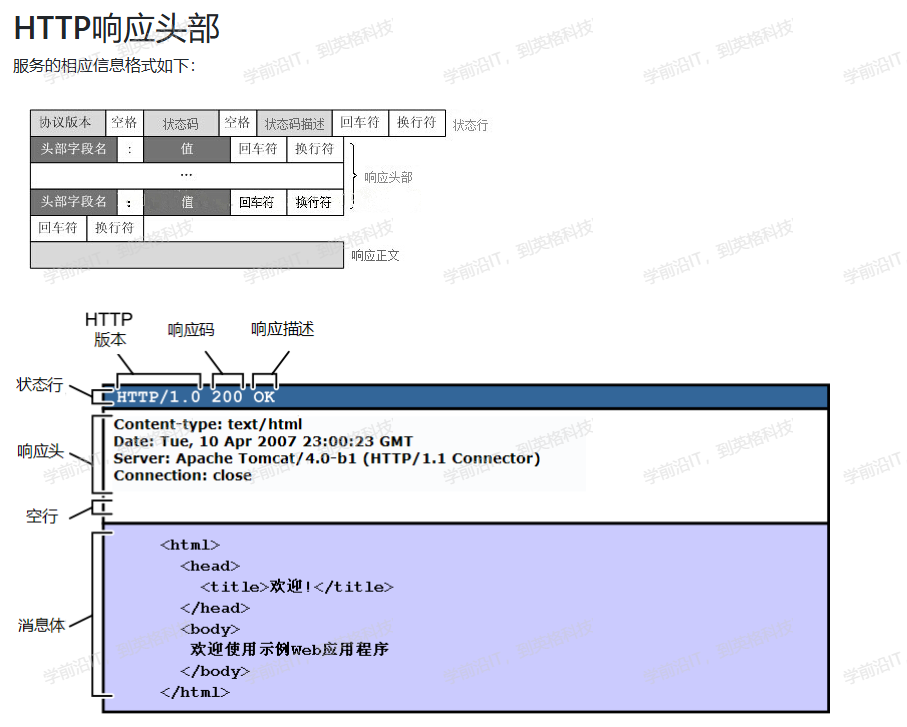 HTTP响应头部
服务的相应信息格式如下：
协议版本 空格 状态码 空格 状态码描述 回车符 换行符 状态行
头部字段名 : 值 回车符 换行符
... 响应头部
头部字段名 : 值 回车符 换行符
回车符 换行符
响应正文
HTTP
版本 响应码 响应描述
状态行 HTTP/1.0 200 OK
Content-type: text/html
Date: Tue, 10 Apr 2007 23:00:23 GMT
响应头 Server: Apache Tomcat/4.0-b1 (HTTP/1.1 Connector)
Connection: close
空行
<html>
<head>
<title>欢迎!</title>
</head>
消息体 <body>
欢迎使用示例Web应用程序
</body>
</html>
学前沿IT，到英格科技